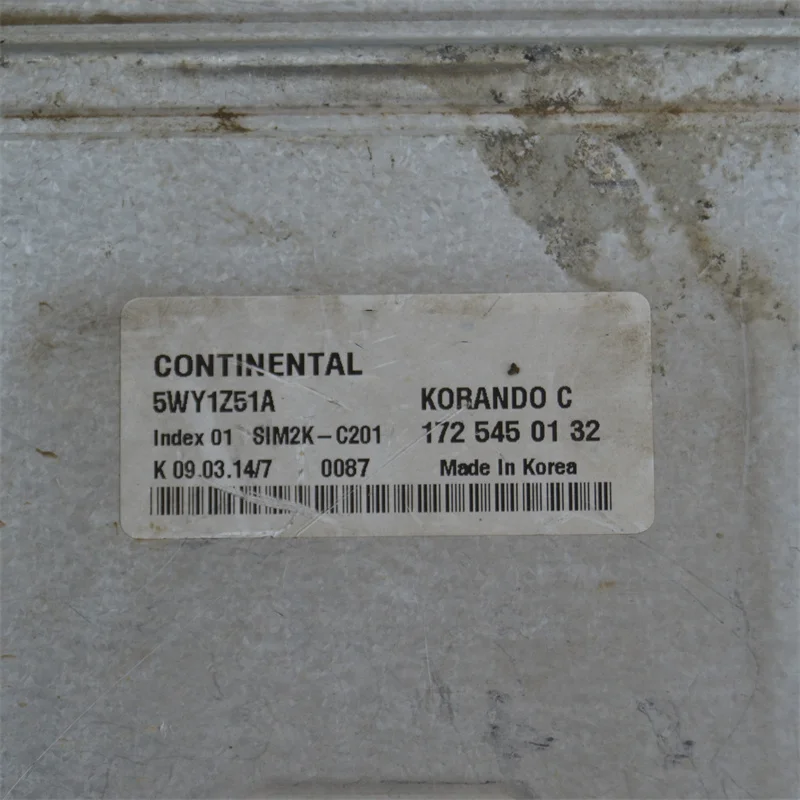 CONTINENTAL
5WY1Z51A KORANDO C
Index 01 SIM2K-C201 172 545 01 32
K 09.03.14/7 0087 Made In Korea